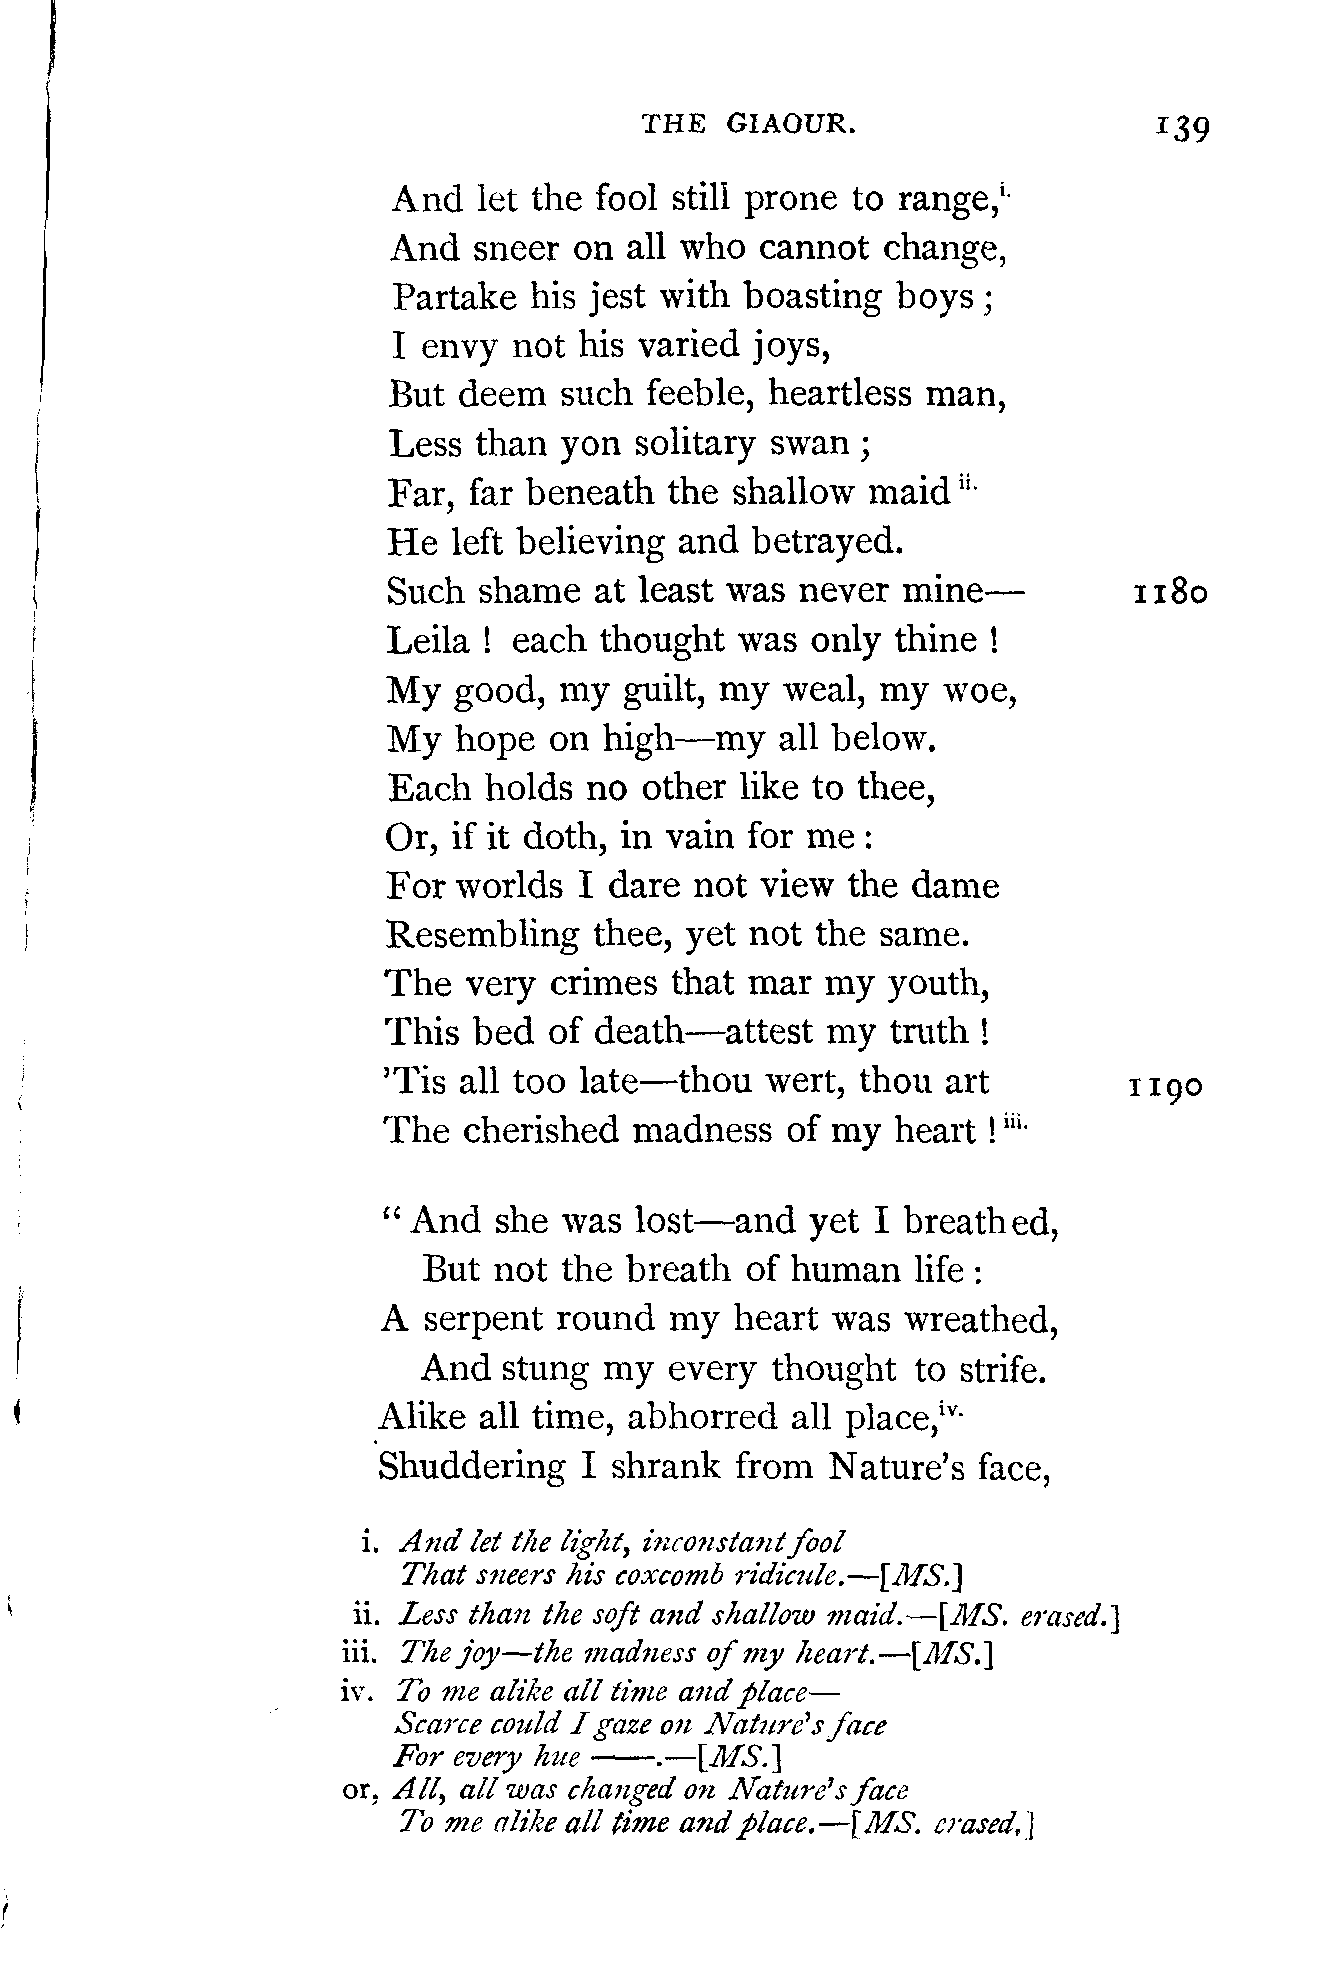 THE GIAOUR. 139
And let the fool still prone to range,i.
And sneer on all who cannot change,
Partake his jest with boasting boys ;
I envy not his varied joys,
But deem such feeble, heartless man,
Less than yon solitary swan ;
Far, far beneath the shallow maid ii.
He left believing and betrayed.
Such shame at least was never mine— 1180
Leila ! each thought was only thine !
My good, my guilt, my weal, my woe,
My hope on high—my all below.
Each holds no other like to thee,
Or, if it doth, in vain for me :
For worlds I dare not view the dame
Resembling thee, yet not the same.
The very crimes that mar my youth,
This bed of death—attest my truth !
'Tis all too late—thou wert, thou art 1190
The cherished madness of my heart ! iii.
“ And she was lost—and yet I breathed,
But not the breath of human life :
A serpent round my heart was wreathed,
And stung my every thought to strife.
Alike all time, abhorred all place,iv.
Shuddering I shrank from Nature's face,
i. And let the light, inconstant fool
That sneers his coxcomb ridicule.—[MS.]
ii. Less than the soft and shallow maid.—[MS. erased.]
iii. The joy—the madness of my heart.—[MS.]
iv. To me alike all time and place—
Scarce could I gaze on Nature's face
For every hue ——.—[MS.]
or, All, all was changed on Nature's face
To me alike all time and place.—[MS. erased.]